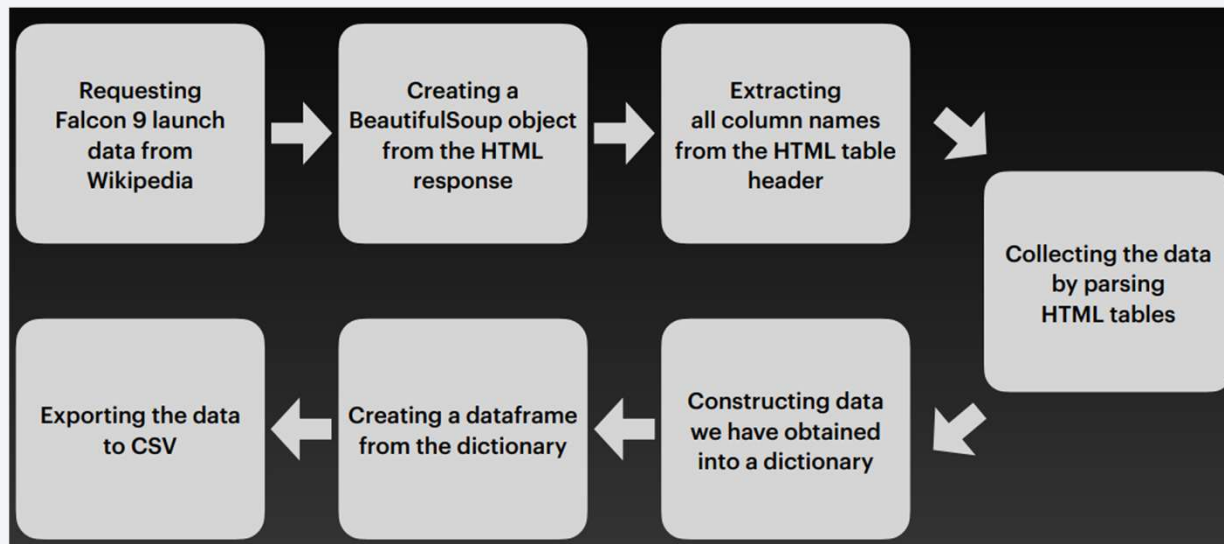 Requesting
Falcon 9 launch
data from
Wikipedia
Creating a
BeautifulSoup object
from the HTML
response
Extracting
all column names
from the HTML table
header
Collecting the data
by parsing
HTML tables
Constructing data
we have obtained
into a dictionary
Creating a dataframe
from the dictionary
Exporting the data
to CSV